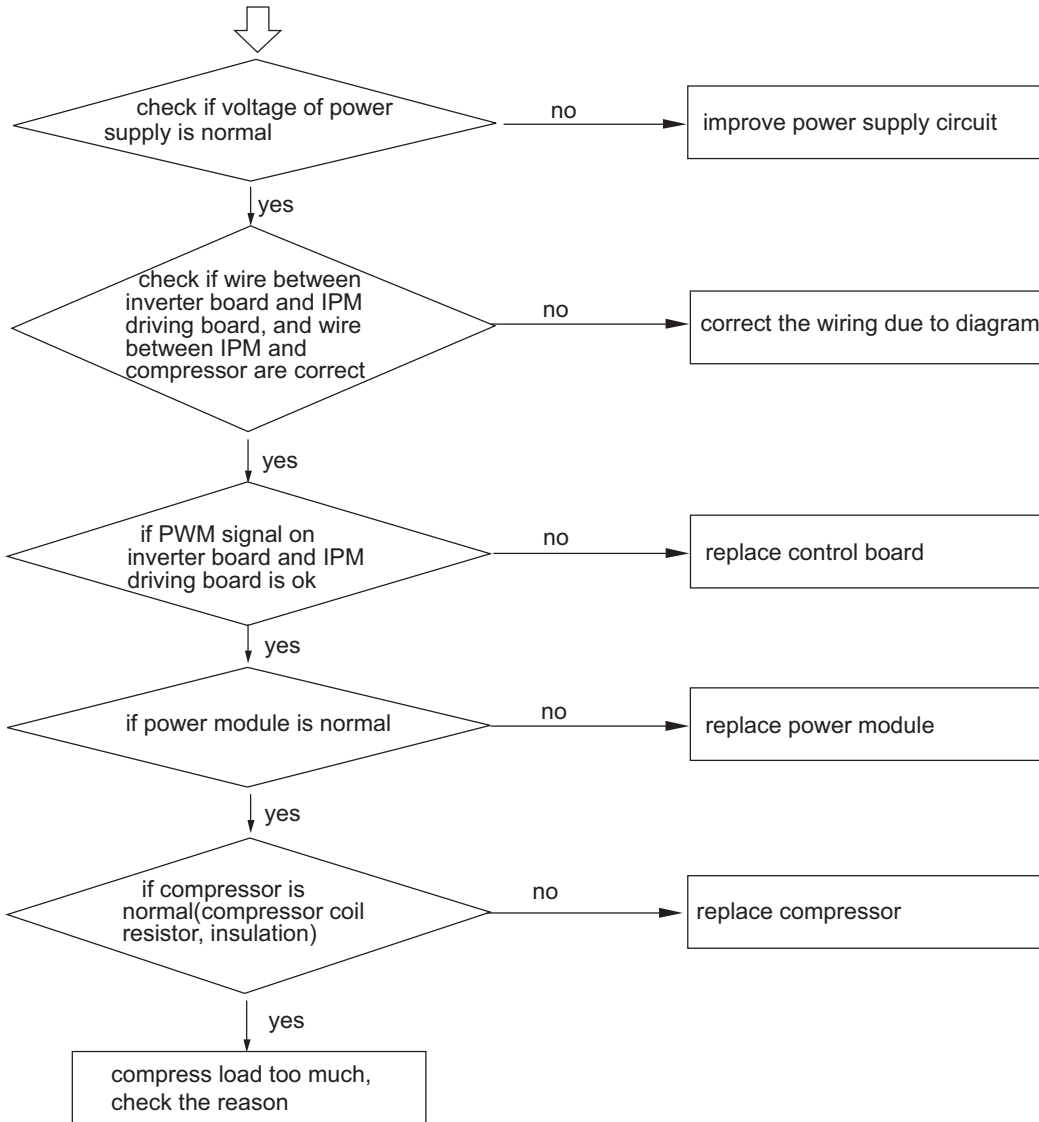 check if voltage of power
supply is normal
no
improve power supply circuit
yes
check if wire between
inverter board and IPM
driving board, and wire
between IPM and
compressor are correct
no
correct the wiring due to diagram
yes
if PWM signal on
inverter board and IPM
driving board is ok
no
replace control board
yes
if power module is normal
no
replace power module
yes
if compressor is
normal(compressor coil
resistor, insulation)
no
replace compressor
yes
compress load too much,
check the reason